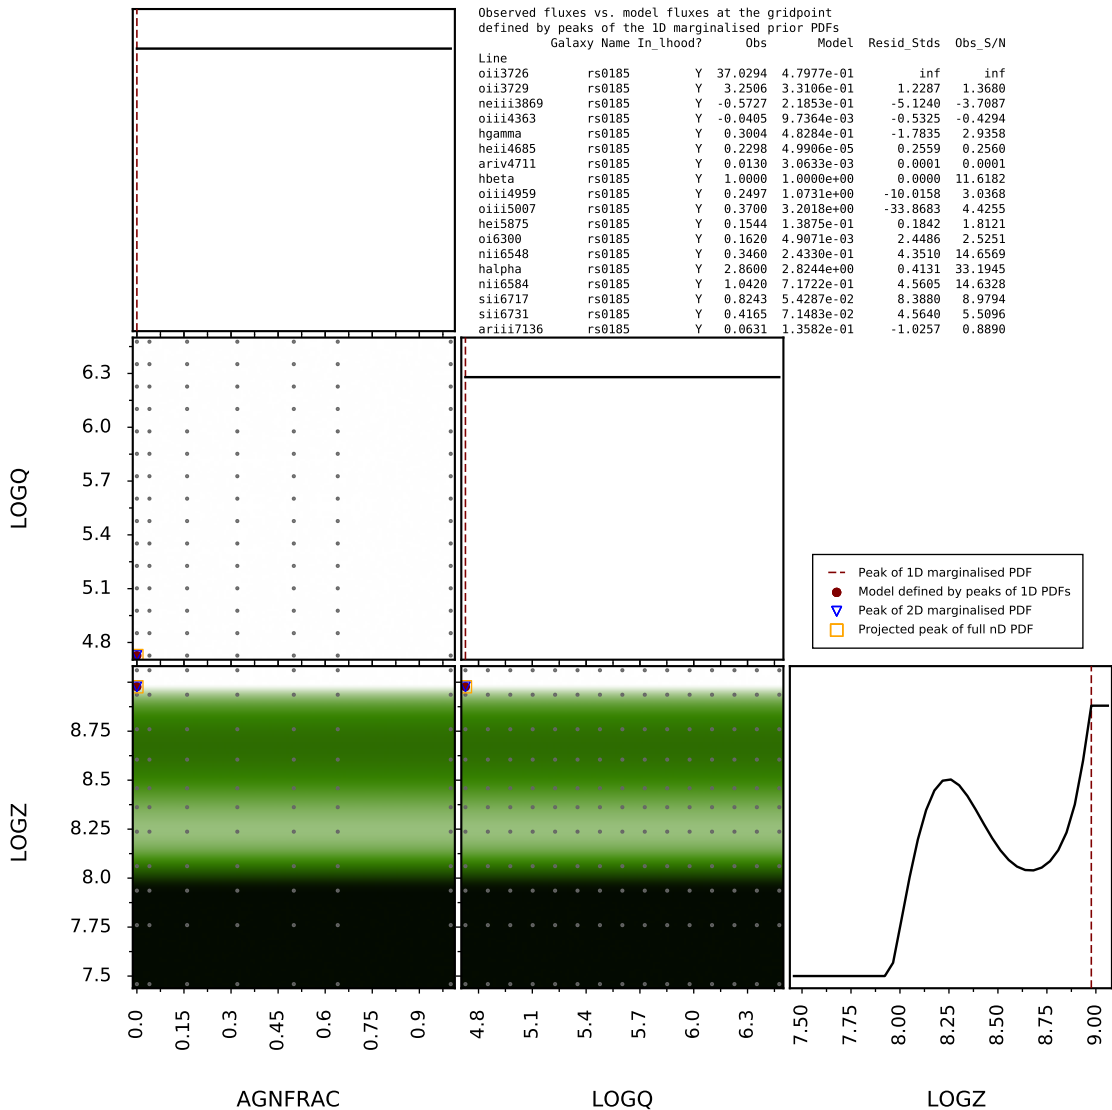 Observed fluxes vs. model fluxes at the gridpoint
defined by peaks of the 1D marginalised prior PDFs
Galaxy Name In_lhood? Obs Model Resid_Stds Obs_S/N
Line
oii3726 rs0185 Y 37.0294 4.7977e-01 inf inf
oii3729 rs0185 Y 3.2506 3.3106e-01 1.2287 1.3680
neiii3869 rs0185 Y -0.5727 2.1853e-01 -5.1240 -3.7087
oiii4363 rs0185 Y -0.0405 9.7364e-03 -0.5325 -0.4294
hgamma rs0185 Y 0.3004 4.8284e-01 -1.7835 2.9358
heii4685 rs0185 Y 0.2298 4.9906e-05 0.2559 0.2560
ariv4711 rs0185 Y 0.0130 3.0633e-03 0.0001 0.0001
hbeta rs0185 Y 1.0000 1.0000e+00 0.0000 11.6182
oiii4959 rs0185 Y 0.2497 1.0731e+00 -10.0158 3.0368
oiii5007 rs0185 Y 0.3700 3.2018e+00 -33.8683 4.4255
hei5875 rs0185 Y 0.1544 1.3875e-01 0.1842 1.8121
oi6300 rs0185 Y 0.1620 4.9071e-03 2.4486 2.5251
nii6548 rs0185 Y 0.3460 2.4330e-01 4.3510 14.6569
halpha rs0185 Y 2.8600 2.8244e+00 0.4131 33.1945
nii6584 rs0185 Y 1.0420 7.1722e-01 4.5605 14.6328
sii6717 rs0185 Y 0.8243 5.4287e-02 8.3880 8.9794
sii6731 rs0185 Y 0.4165 7.1483e-02 4.5640 5.5096
ariii7136 rs0185 Y 0.0631 1.3582e-01 -1.0257 0.8890
LOGQ
6.3
6.0
5.7
5.4
5.1
4.8
Peak of 1D marginalised PDF
Model defined by peaks of 1D PDFs
Peak of 2D marginalised PDF
Projected peak of full nD PDF
LOGZ
8.75
8.5
8.25
8.0
7.75
7.5
0.0 0.15 0.3 0.45 0.6 0.75 0.9
4.8 5.1 5.4 5.7 6.0 6.3
7.50 7.75 8.00 8.25 8.50 8.75 9.00
AGNFRAC LOGQ LOGZ